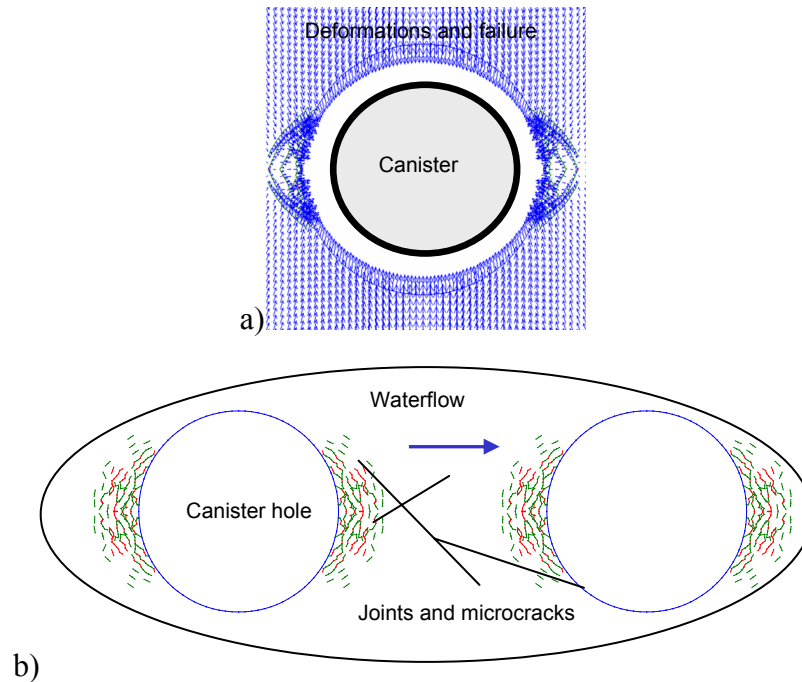 Deformations and failure
Canister
a)
Waterflow
Canister hole
Joints and microcracks
b)